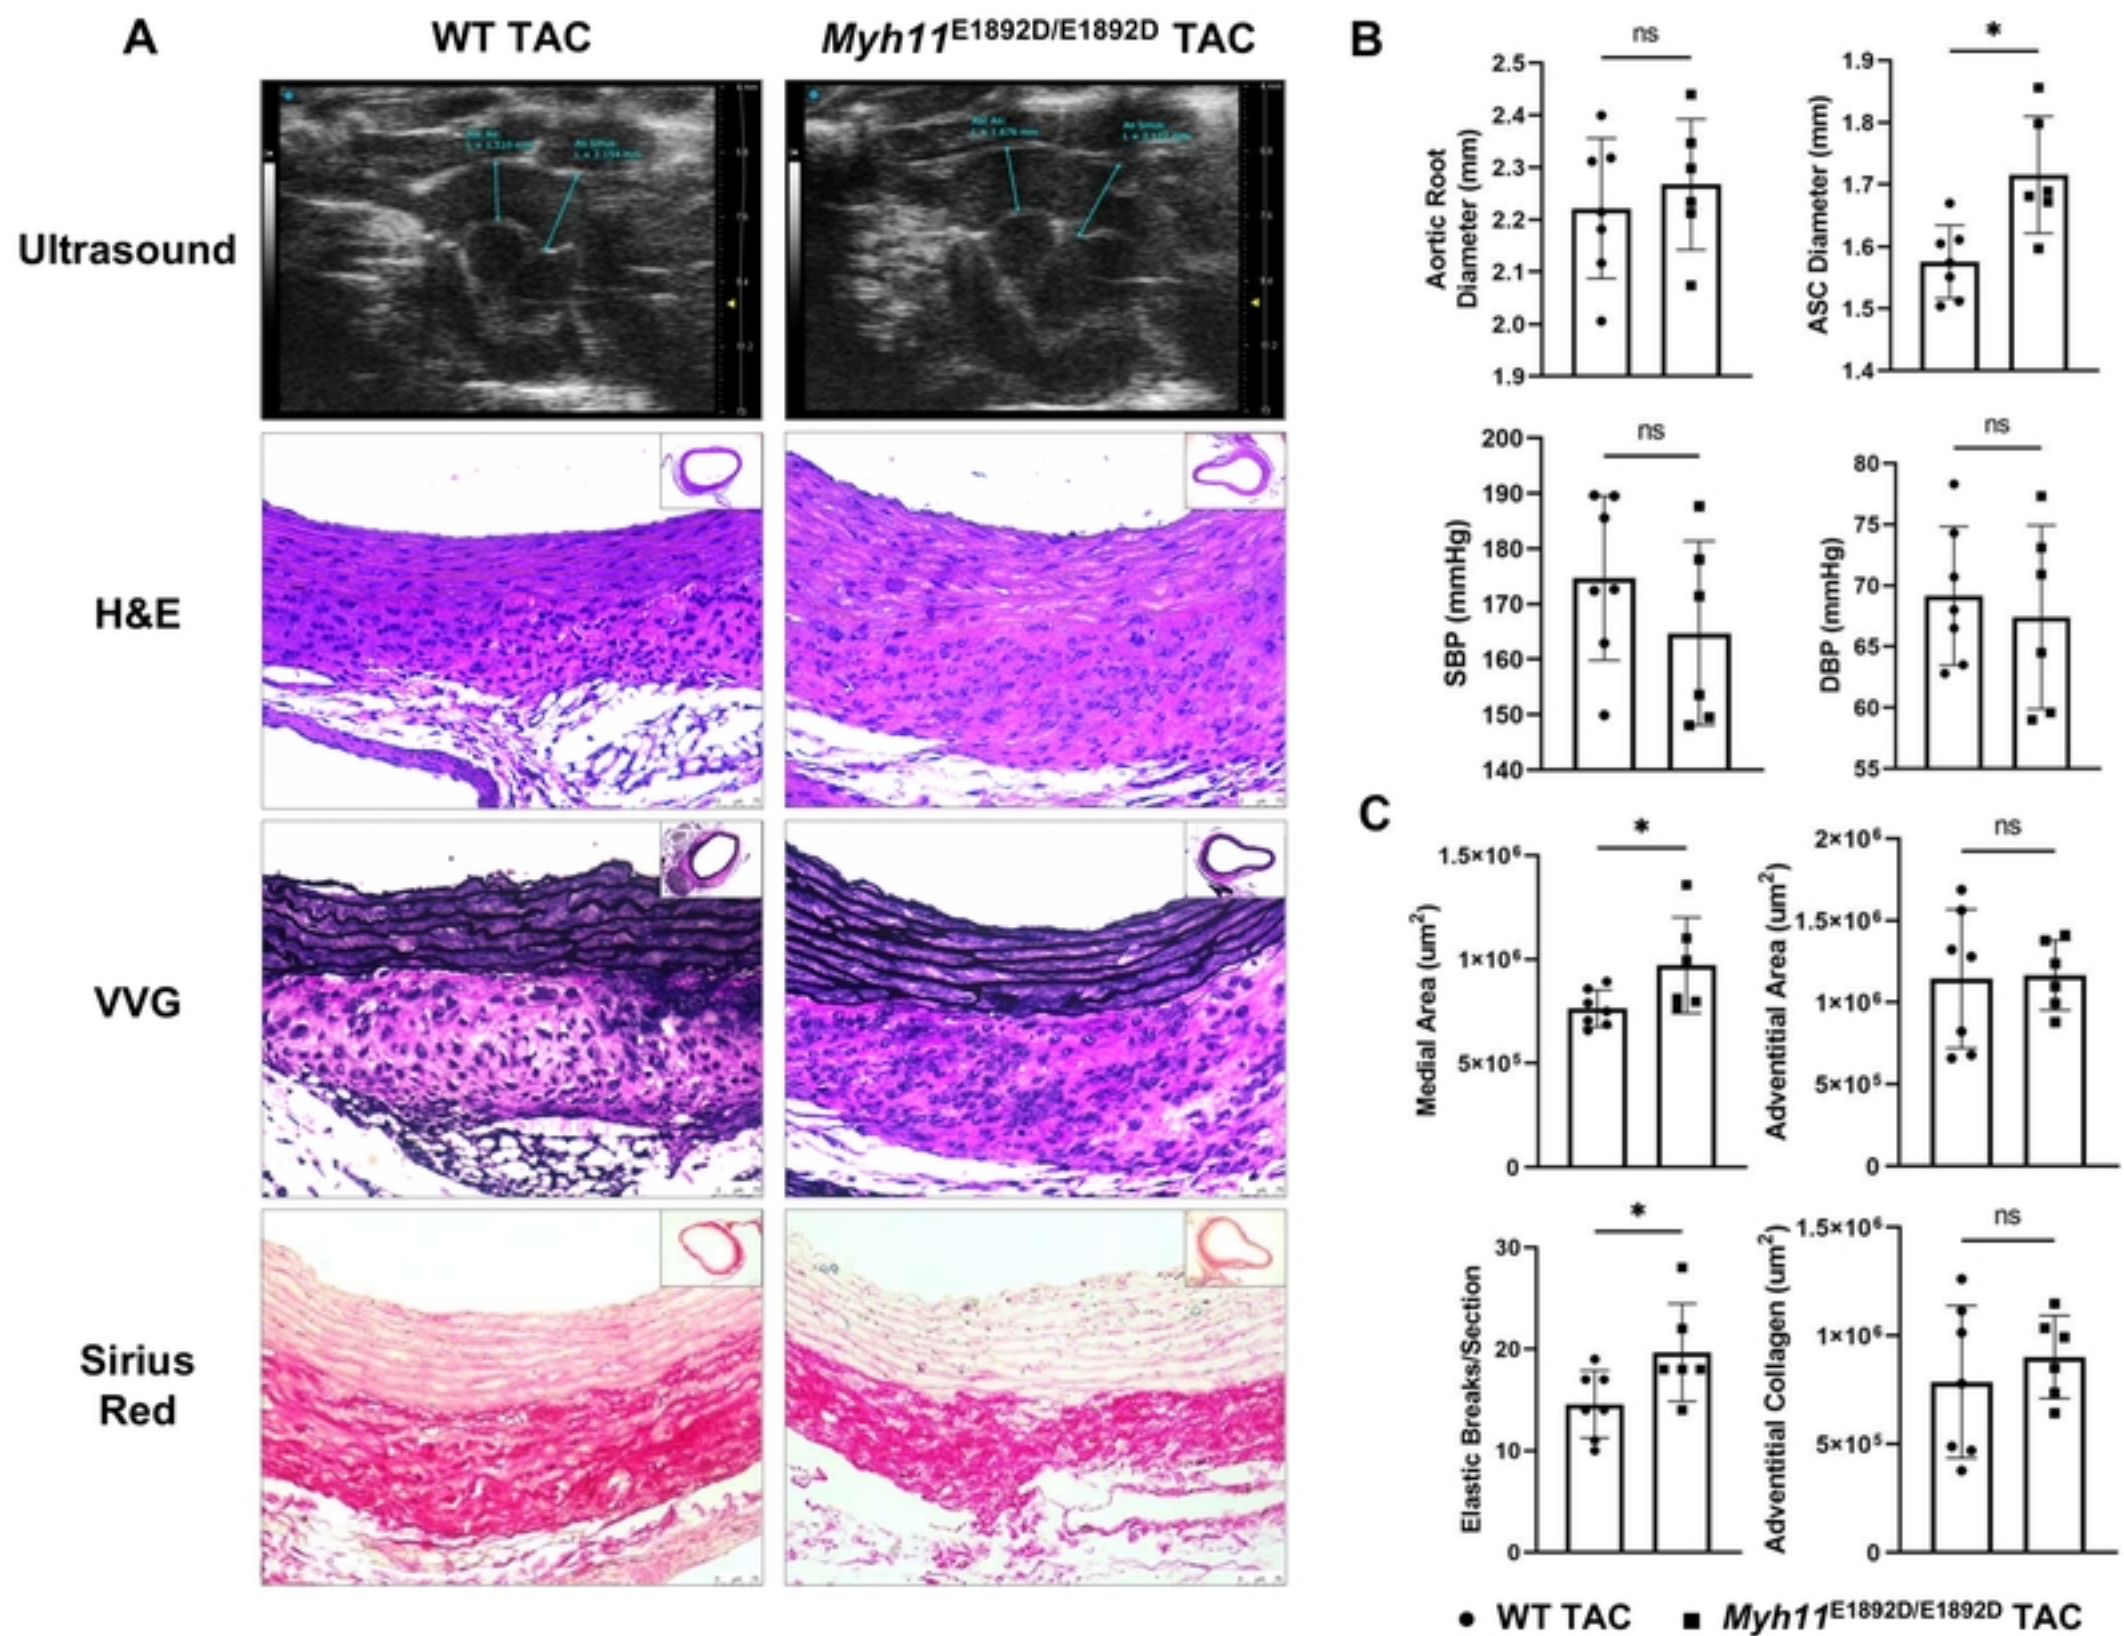 A
WT TAC
Myh11E1892D/E1892D TAC
Ultrasound
H&E
VVG
Sirius
Red
B
ns
Aortic Root
Diameter (mm)
2.5
2.4
2.3
2.2
2.1
2.0
1.9
*
ASC Diameter (mm)
1.9
1.8
1.7
1.6
1.5
1.4
ns
SBP (mmHg)
200
190
180
170
160
150
140
ns
DBP (mmHg)
80
75
70
65
60
55
C
*
Medial Area (um²)
1.5×10⁶
1×10⁶
5×10⁵
0
ns
Adventitial Area (um²)
2×10⁶
1.5×10⁶
1×10⁶
5×10⁵
0
*
Elastic Breaks/Section
30
20
10
0
ns
Adventitial Collagen (um²)
1.5×10⁶
1×10⁶
5×10⁵
0
WT TAC
Myh11E1892D/E1892D TAC